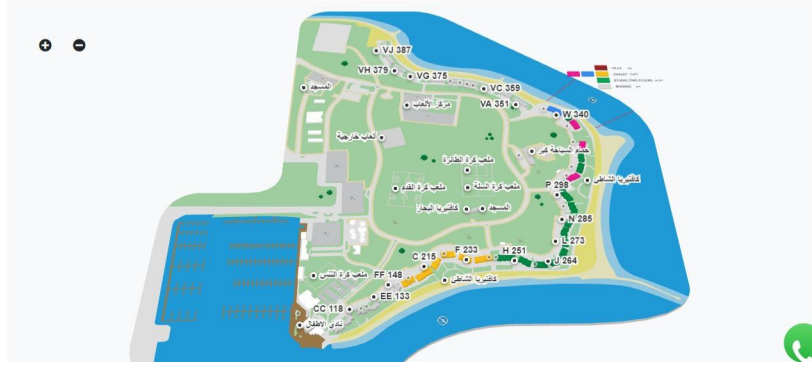 VJ 387
VH 379
VG 375
المسجد
VC 359
مركز الألعاب
VA 351
W 340
ألعاب خارجية
ملعب كرة الطائرة
كافتيريا الشاطئ
ملعب كرة القدم
ملعب كرة السلة
P 298
كافتيريا البحار
المسجد
N 285
L 273
H 251
F 233
C 215
J 264
ملعب كرة التنس
FF 148
كافتيريا الشاطئ
EE 133
CC 118
نادي الاطفال